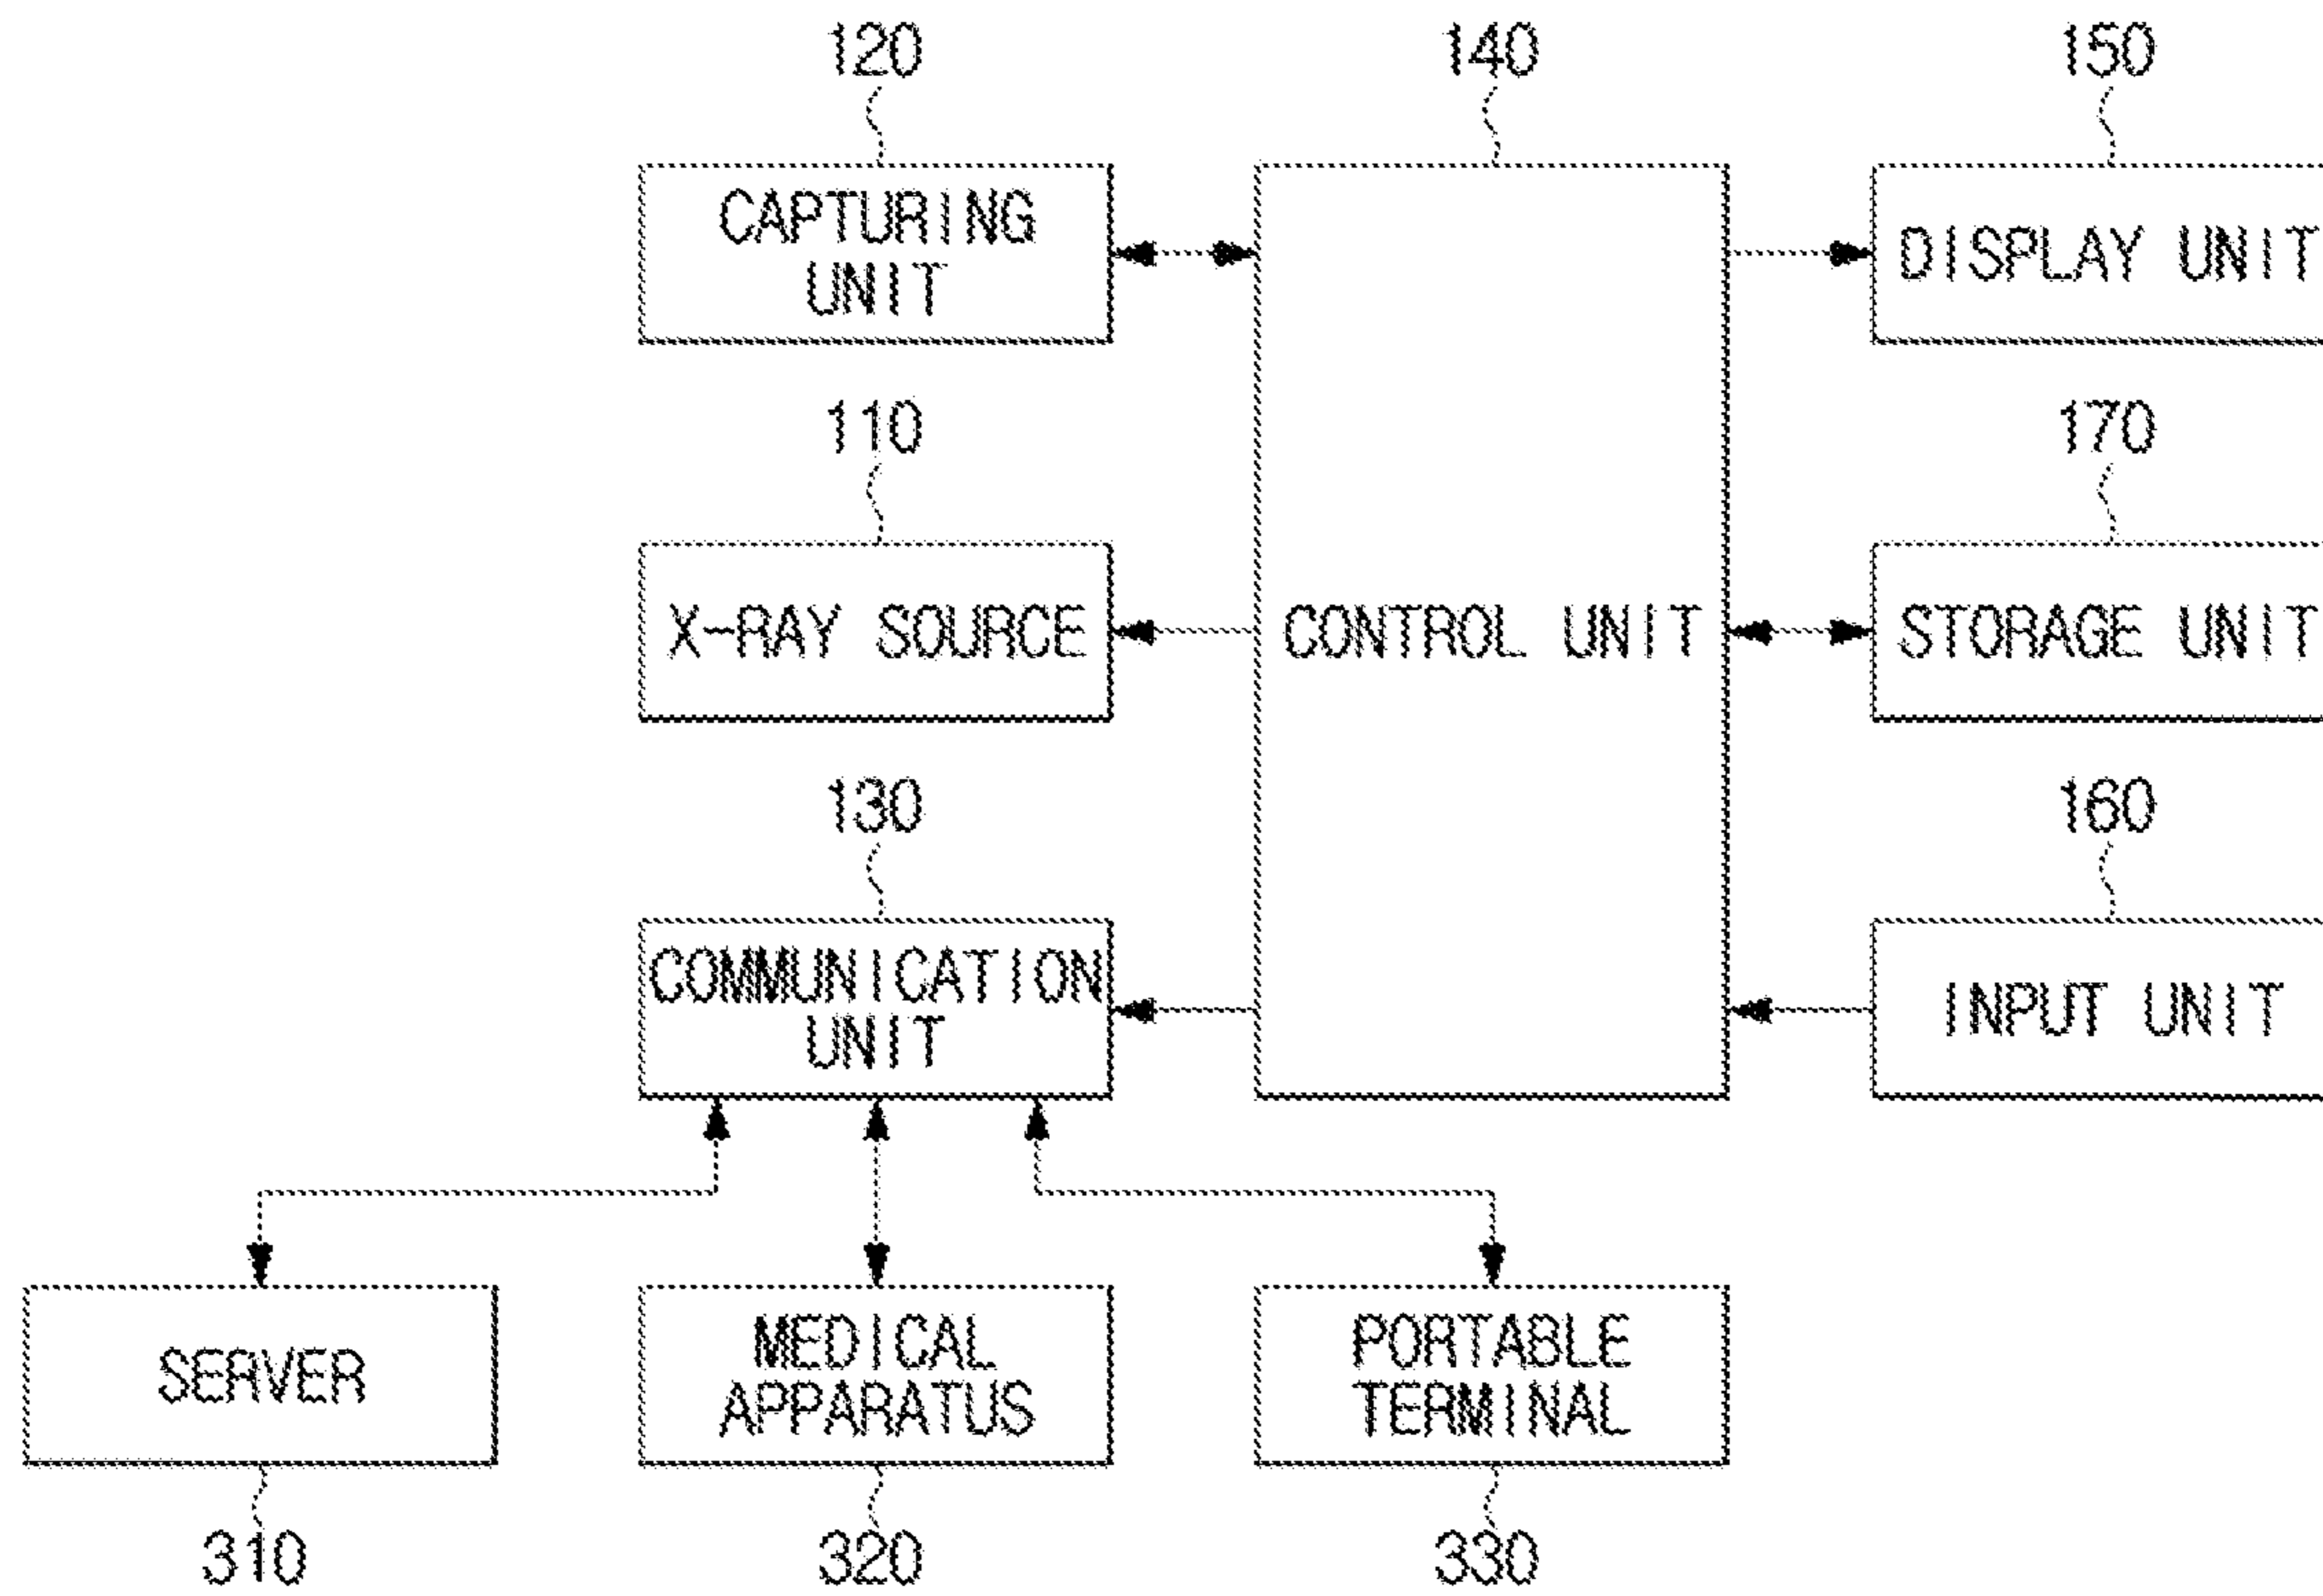 120
140
150
CAPTURING
UNIT
DISPLAY UNIT
110
170
X-RAY SOURCE
CONTROL UNIT
STORAGE UNIT
130
160
COMMUNICATION
UNIT
INPUT UNIT
SERVER
MEDICAL
APPARATUS
PORTABLE
TERMINAL
310
320
330